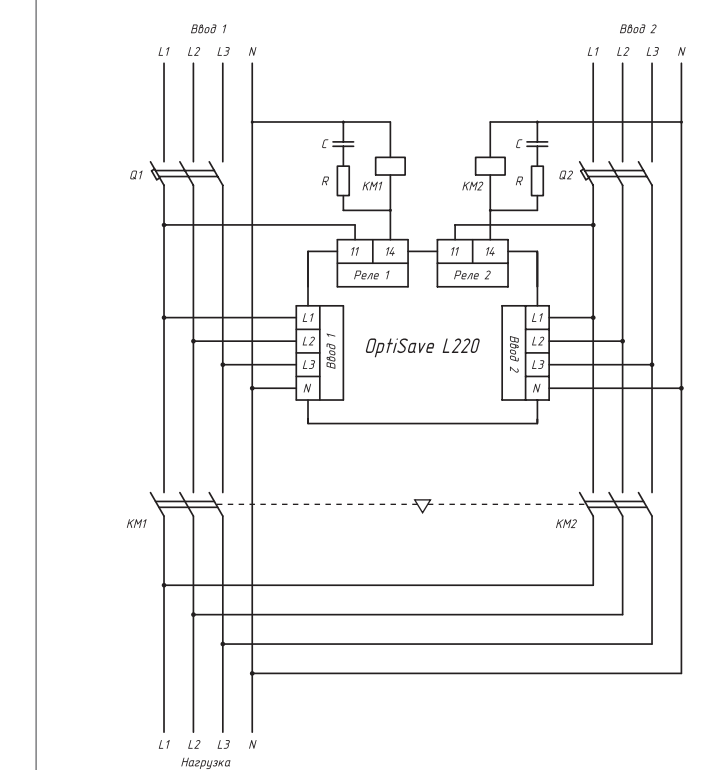 Ввод 1
Ввод 2
L1 L2 L3 N
L1 L2 L3 N
C
C
Q1
R
KM1
KM2
R
Q2
11 14
11 14
Реле 1
Реле 2
L1
L2
L3
N
Ввод 1
OptiSave L220
Ввод 2
L1
L2
L3
N
KM1
KM2
L1 L2 L3 N
Нагрузка